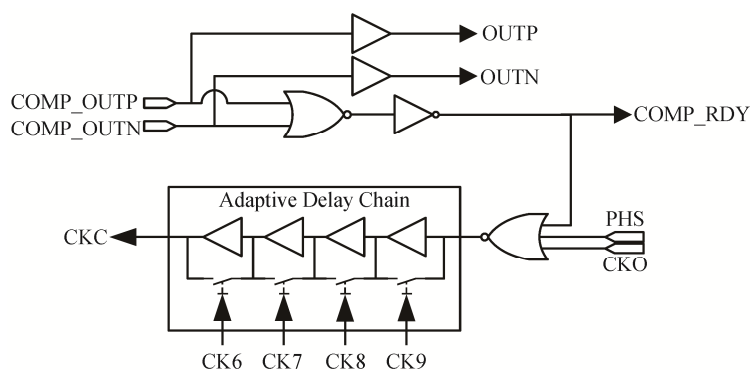 OUTP
OUTN
COMP_OUTP
COMP_OUTN
COMP_RDY
Adaptive Delay Chain
CKC
PHS
CKO
CK6 CK7 CK8 CK9